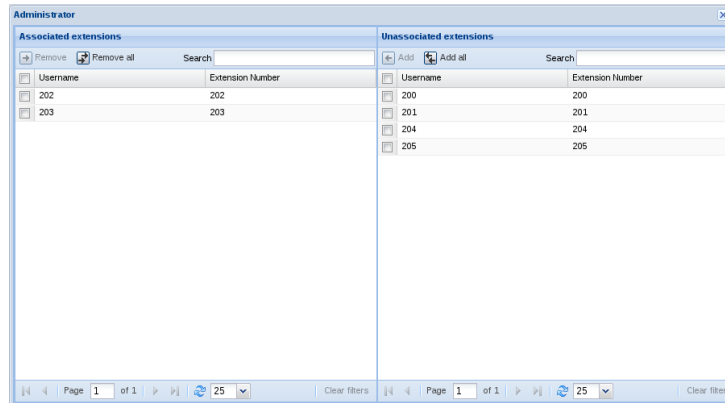 Administrator
Associated extensions
Remove Remove all Search
Username Extension Number
202 202
203 203
Page 1 of 1 25 Clear filters
Unassociated extensions
Add Add all Search
Username Extension Number
200 200
201 201
204 204
205 205
Page 1 of 1 25 Clear filte